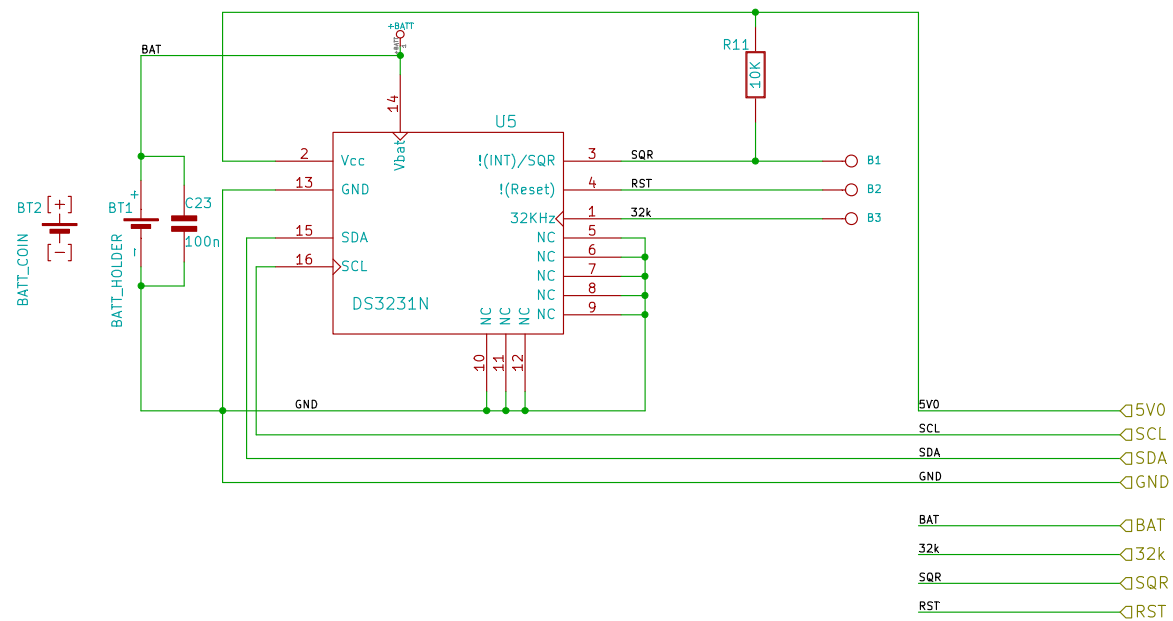 +BATT
BAT
+BATT
1
R11
10K
14
U5
2
Vcc
Vbat
!(INT)/SQR
3
SQR
B1
13
GND
!(Reset)
4
RST
B2
32KHz
1
32k
B3
BT2
[+]
[-]
BATT_COIN
BT1
+
-
BATT_HOLDER
C23
100n
15
SDA
NC
5
NC
6
16
SCL
NC
7
NC
8
NC
9
DS3231N
NC
NC
NC
10
11
12
GND
5V0
5V0
SCL
SCL
SDA
SDA
GND
GND
BAT
BAT
32k
32k
SQR
SQR
RST
RST